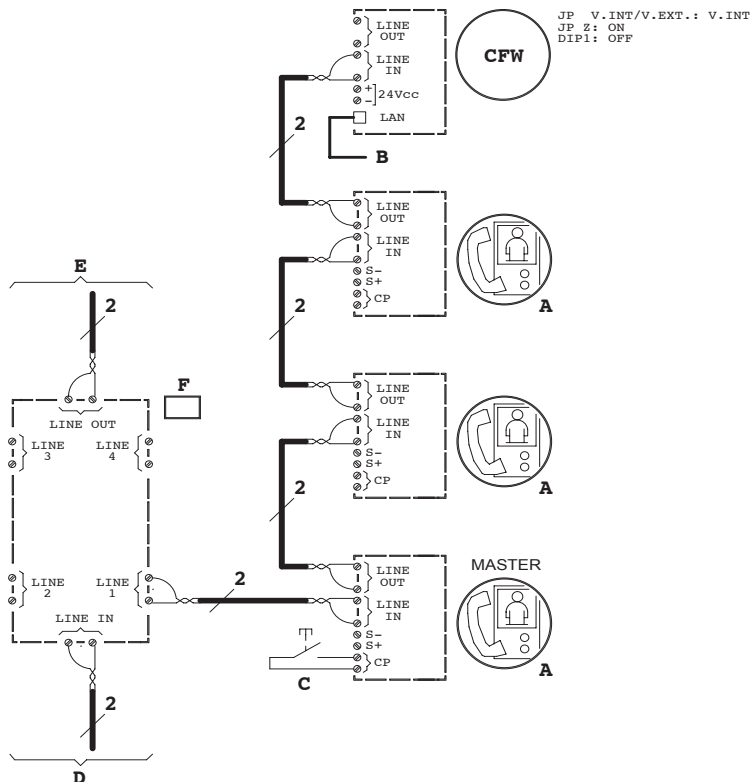 JP V.INT/V.EXT.: V.INT
JP Z: ON
DIP1: OFF
CFW
LINE
OUT
LINE
IN
+
-
24Vcc
LAN
2
B
LINE
OUT
LINE
IN
S-
S+
CP
A
2
LINE
OUT
LINE
IN
S-
S+
CP
A
2
MASTER
LINE
OUT
LINE
IN
S-
S+
CP
A
C
2
E
2
F
LINE OUT
LINE
3
LINE
4
LINE
2
LINE
1
LINE IN
2
D